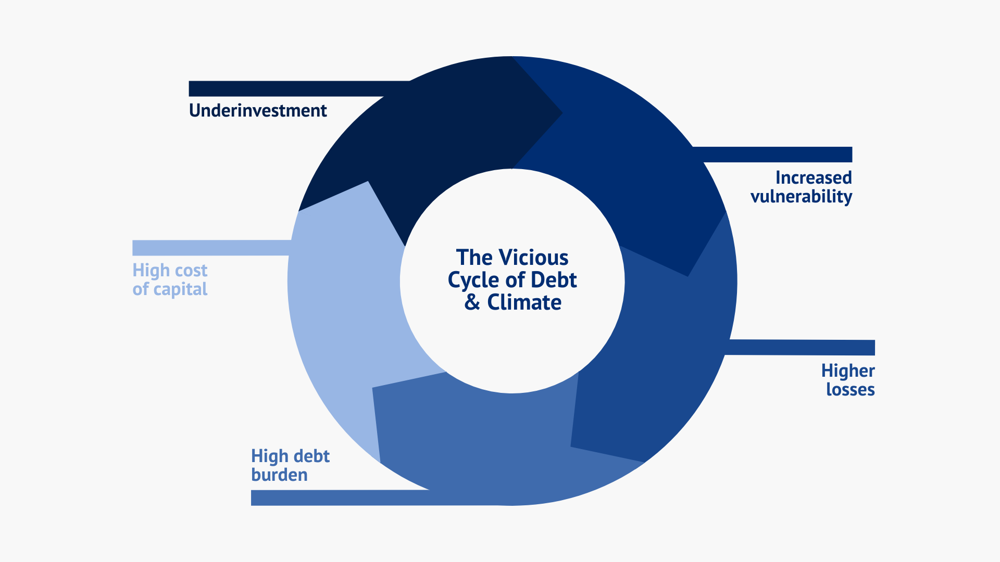 Underinvestment
Increased
vulnerability
High cost
of capital
The Vicious
Cycle of Debt
& Climate
Higher
losses
High debt
burden